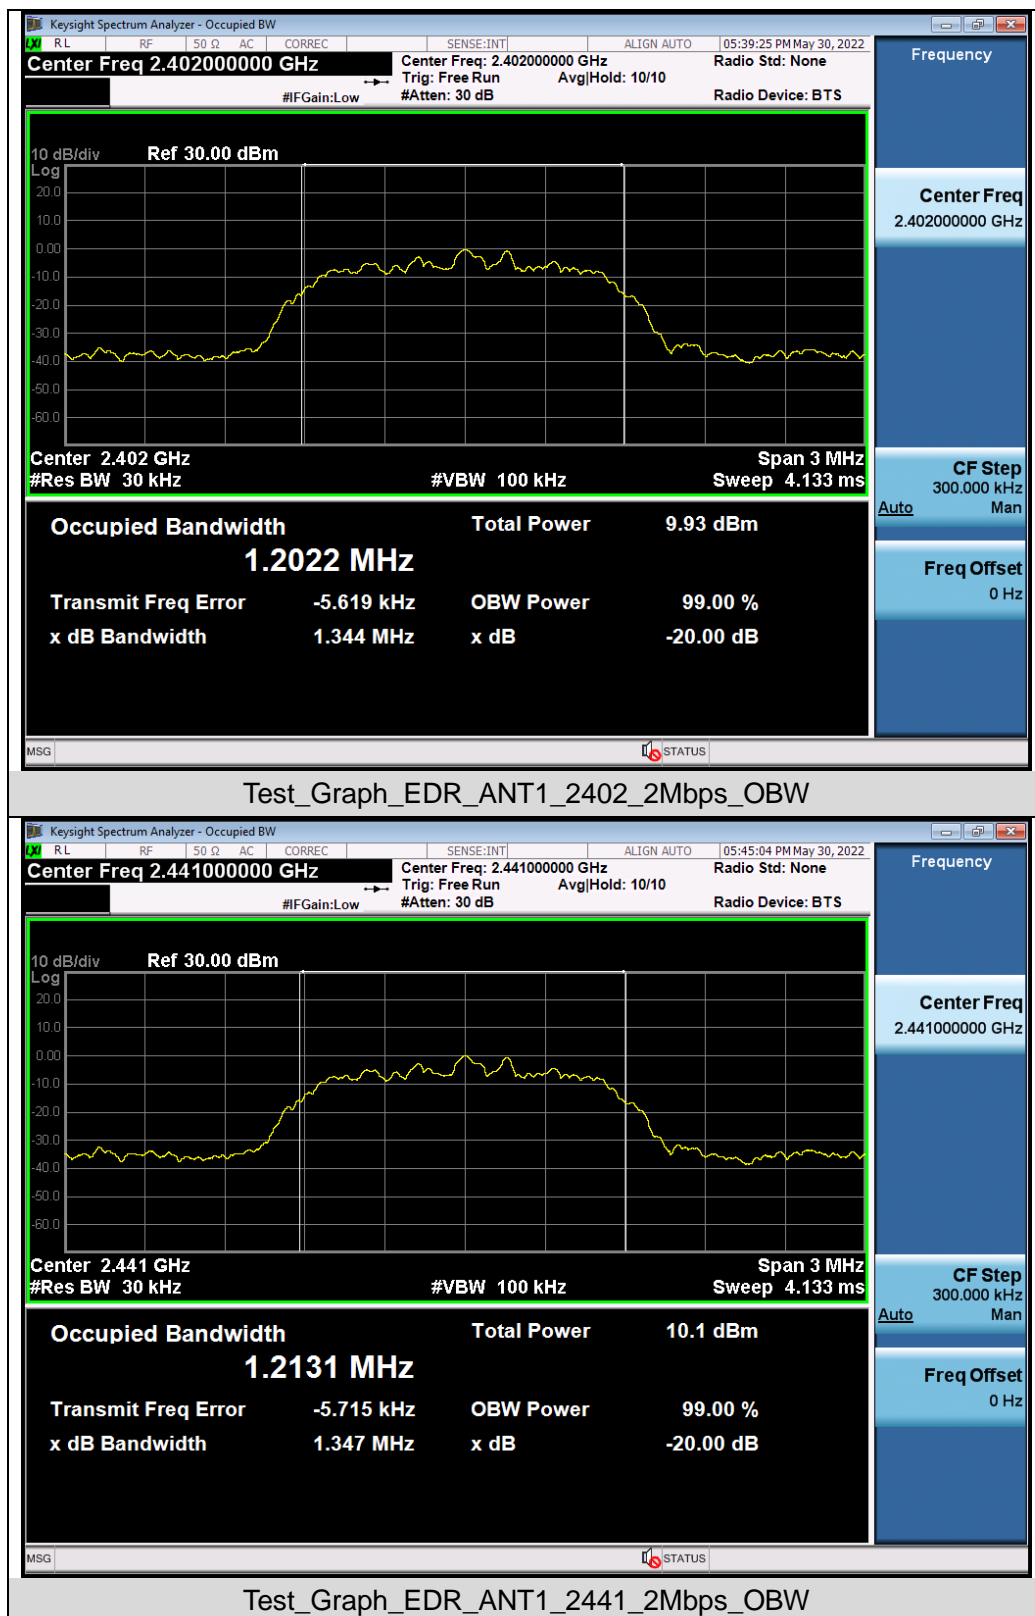 Keysight Spectrum Analyzer - Occupied BW
LXI RL RF 50 Ω AC CORREC SENSE:INT ALIGN AUTO 05:39:25 PM May 30, 2022
Center Freq 2.402000000 GHz
Center Freq: 2.402000000 GHz Radio Std: None
Trig: Free Run Avg|Hold: 10/10
#IFGain:Low #Atten: 30 dB Radio Device: BTS
Frequency
10 dB/div Ref 30.00 dBm
Log
20.0
10.0
0.00
-10.0
-20.0
-30.0
-40.0
-50.0
-60.0
Center 2.402 GHz Span 3 MHz
#Res BW 30 kHz #VBW 100 kHz Sweep 4.133 ms
Center Freq
2.402000000 GHz
CF Step
300.000 kHz
Auto Man
Freq Offset
0 Hz
Occupied Bandwidth Total Power 9.93 dBm
1.2022 MHz
Transmit Freq Error -5.619 kHz OBW Power 99.00 %
x dB Bandwidth 1.344 MHz x dB -20.00 dB
MSG STATUS
Test_Graph_EDR_ANT1_2402_2Mbps_OBW
Keysight Spectrum Analyzer - Occupied BW
LXI RL RF 50 Ω AC CORREC SENSE:INT ALIGN AUTO 05:45:04 PM May 30, 2022
Center Freq 2.441000000 GHz
Center Freq: 2.441000000 GHz Radio Std: None
Trig: Free Run Avg|Hold: 10/10
#IFGain:Low #Atten: 30 dB Radio Device: BTS
Frequency
10 dB/div Ref 30.00 dBm
Log
20.0
10.0
0.00
-10.0
-20.0
-30.0
-40.0
-50.0
-60.0
Center 2.441 GHz Span 3 MHz
#Res BW 30 kHz #VBW 100 kHz Sweep 4.133 ms
Center Freq
2.441000000 GHz
CF Step
300.000 kHz
Auto Man
Freq Offset
0 Hz
Occupied Bandwidth Total Power 10.1 dBm
1.2131 MHz
Transmit Freq Error -5.715 kHz OBW Power 99.00 %
x dB Bandwidth 1.347 MHz x dB -20.00 dB
MSG STATUS
Test_Graph_EDR_ANT1_2441_2Mbps_OBW